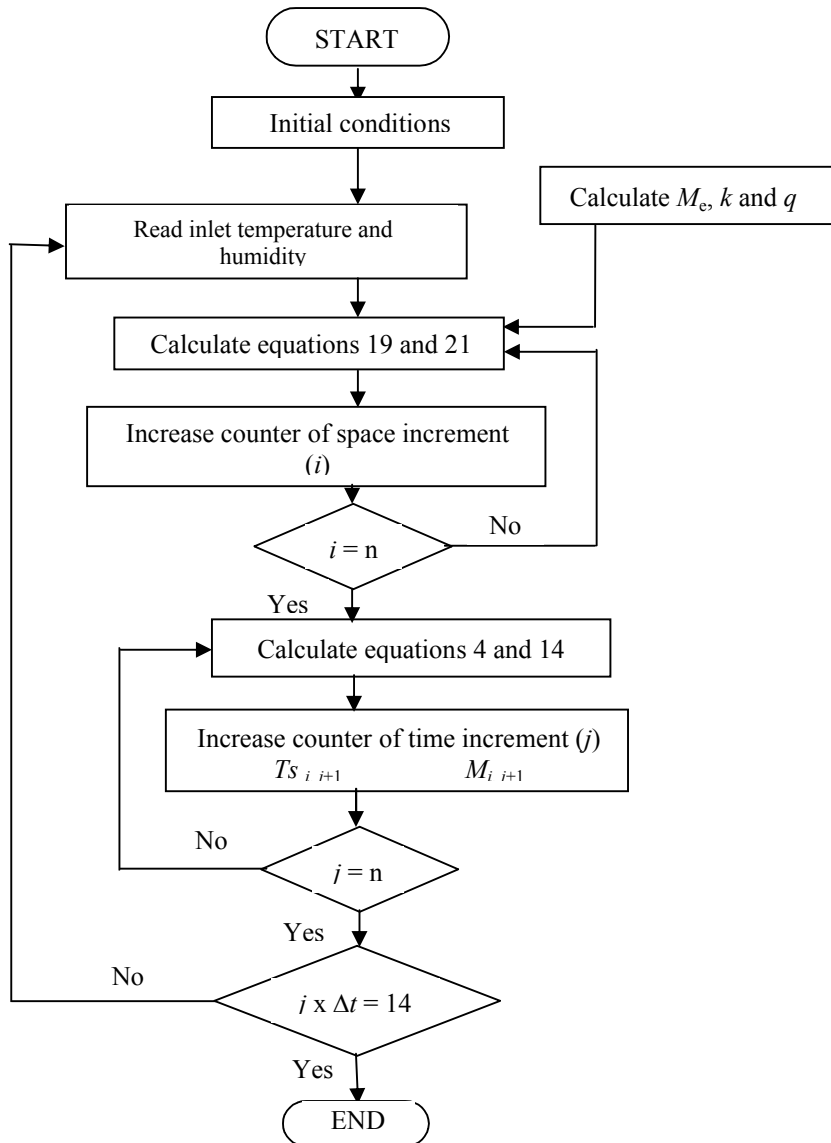 START
Initial conditions
Calculate Me, k and q
Read inlet temperature and
humidity
Calculate equations 19 and 21
Increase counter of space increment
(i)
No
i = n
Yes
Calculate equations 4 and 14
Increase counter of time increment (j)
Ts i j+1 Mi j+1
No
j = n
Yes
No
j x Δt = 14
Yes
END